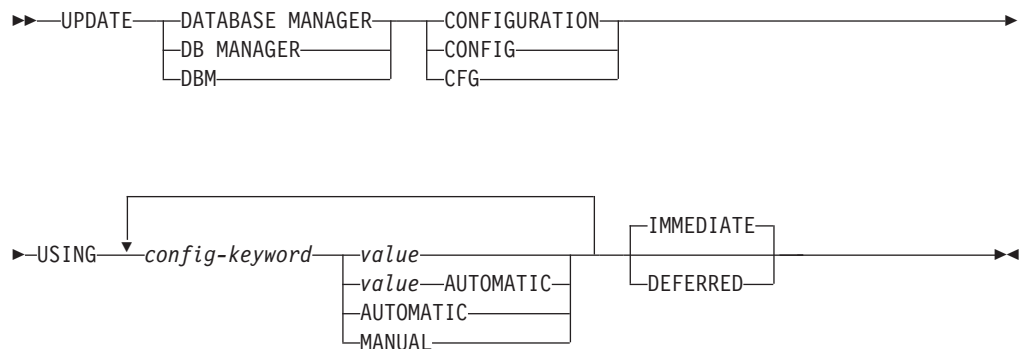 UPDATE DATABASE MANAGER CONFIGURATION
DB MANAGER CONFIG
DBM CFG
IMMEDIATE
USING config-keyword value
value AUTOMATIC DEFERRED
AUTOMATIC
MANUAL